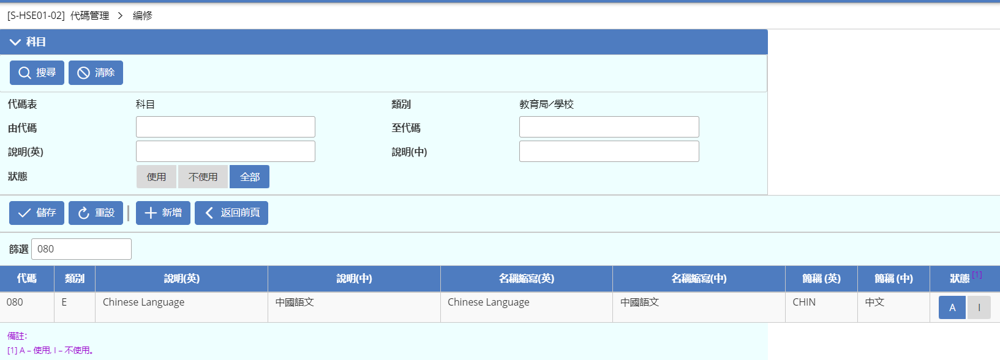 [S-HSE01-02] 代碼管理 > 編修
科目
搜尋 清除
代碼表 科目 類別 教育局/學校
由代碼 至代碼
說明(英) 說明(中)
狀態 使用 不使用 全部
儲存 重設 新增 返回前頁
篩選 080
代碼 類別 說明(英) 說明(中) 名稱縮寫(英) 名稱縮寫(中) 簡稱 (英) 簡稱 (中) 狀態 [1]
080 E Chinese Language 中國語文 Chinese Language 中國語文 CHIN 中文 A I
備註:
[1] A – 使用, I – 不使用。